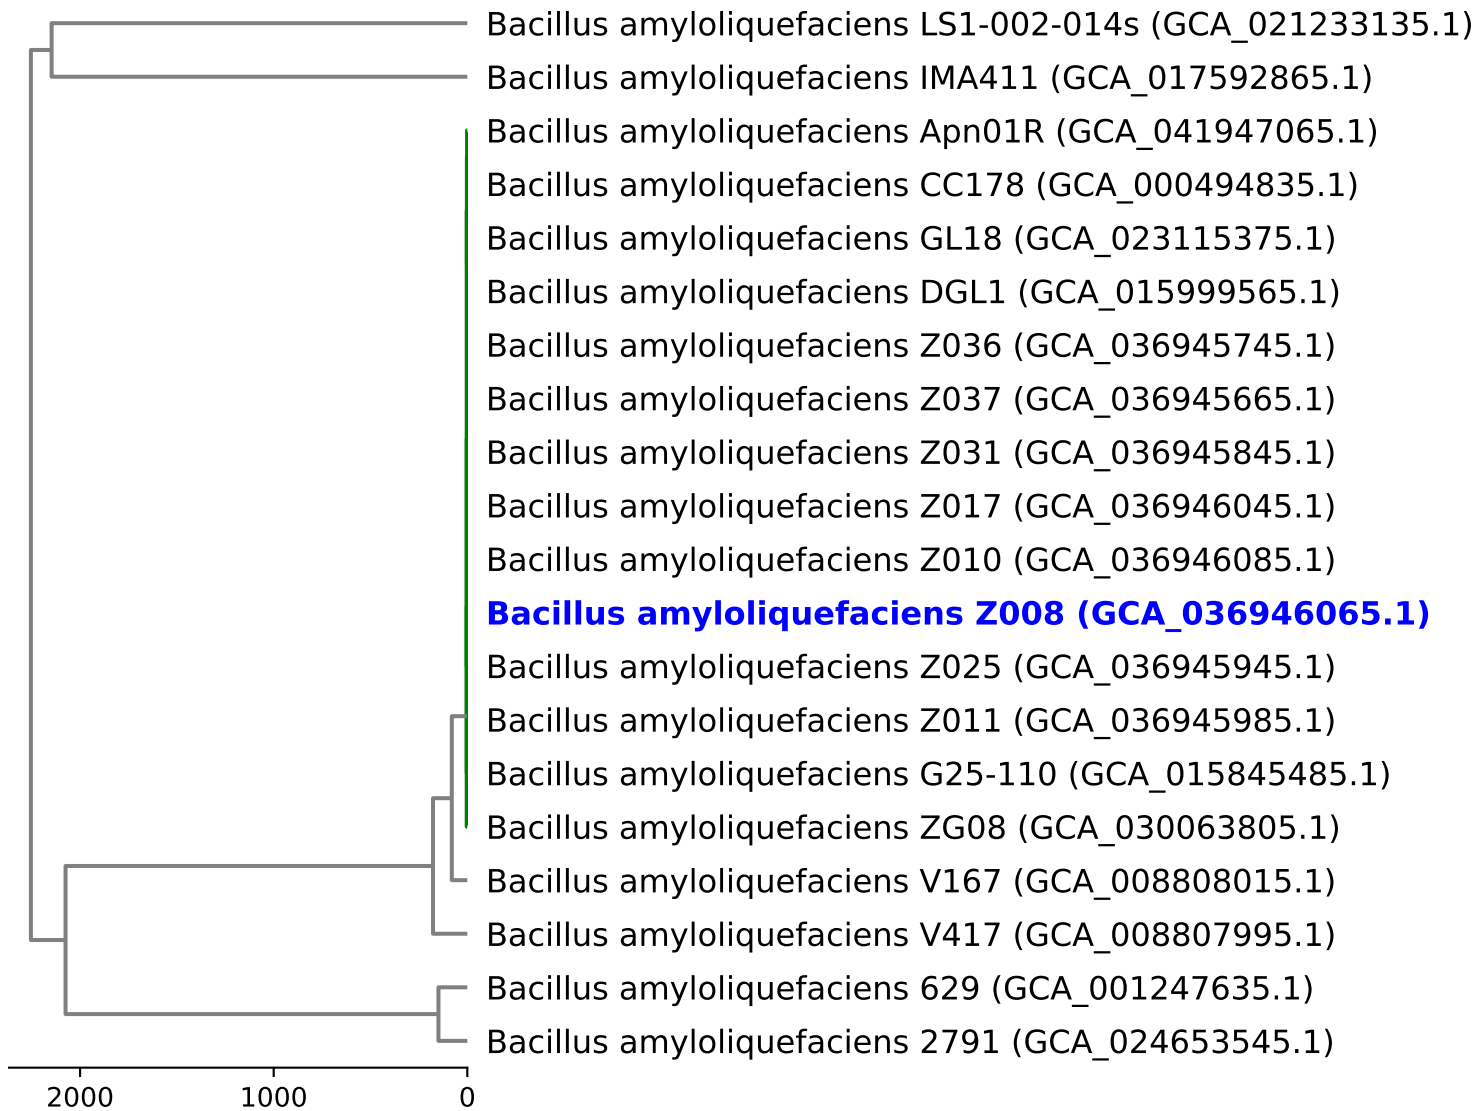 Bacillus amyloliquefaciens LS1-002-014s (GCA_021233135.1)
Bacillus amyloliquefaciens IMA411 (GCA_017592865.1)
Bacillus amyloliquefaciens Apn01R (GCA_041947065.1)
Bacillus amyloliquefaciens CC178 (GCA_000494835.1)
Bacillus amyloliquefaciens GL18 (GCA_023115375.1)
Bacillus amyloliquefaciens DGL1 (GCA_015999565.1)
Bacillus amyloliquefaciens Z036 (GCA_036945745.1)
Bacillus amyloliquefaciens Z037 (GCA_036945665.1)
Bacillus amyloliquefaciens Z031 (GCA_036945845.1)
Bacillus amyloliquefaciens Z017 (GCA_036946045.1)
Bacillus amyloliquefaciens Z010 (GCA_036946085.1)
Bacillus amyloliquefaciens Z008 (GCA_036946065.1)
Bacillus amyloliquefaciens Z025 (GCA_036945945.1)
Bacillus amyloliquefaciens Z011 (GCA_036945985.1)
Bacillus amyloliquefaciens G25-110 (GCA_015845485.1)
Bacillus amyloliquefaciens ZG08 (GCA_030063805.1)
Bacillus amyloliquefaciens V167 (GCA_008808015.1)
Bacillus amyloliquefaciens V417 (GCA_008807995.1)
Bacillus amyloliquefaciens 629 (GCA_001247635.1)
Bacillus amyloliquefaciens 2791 (GCA_024653545.1)
2000 1000 0